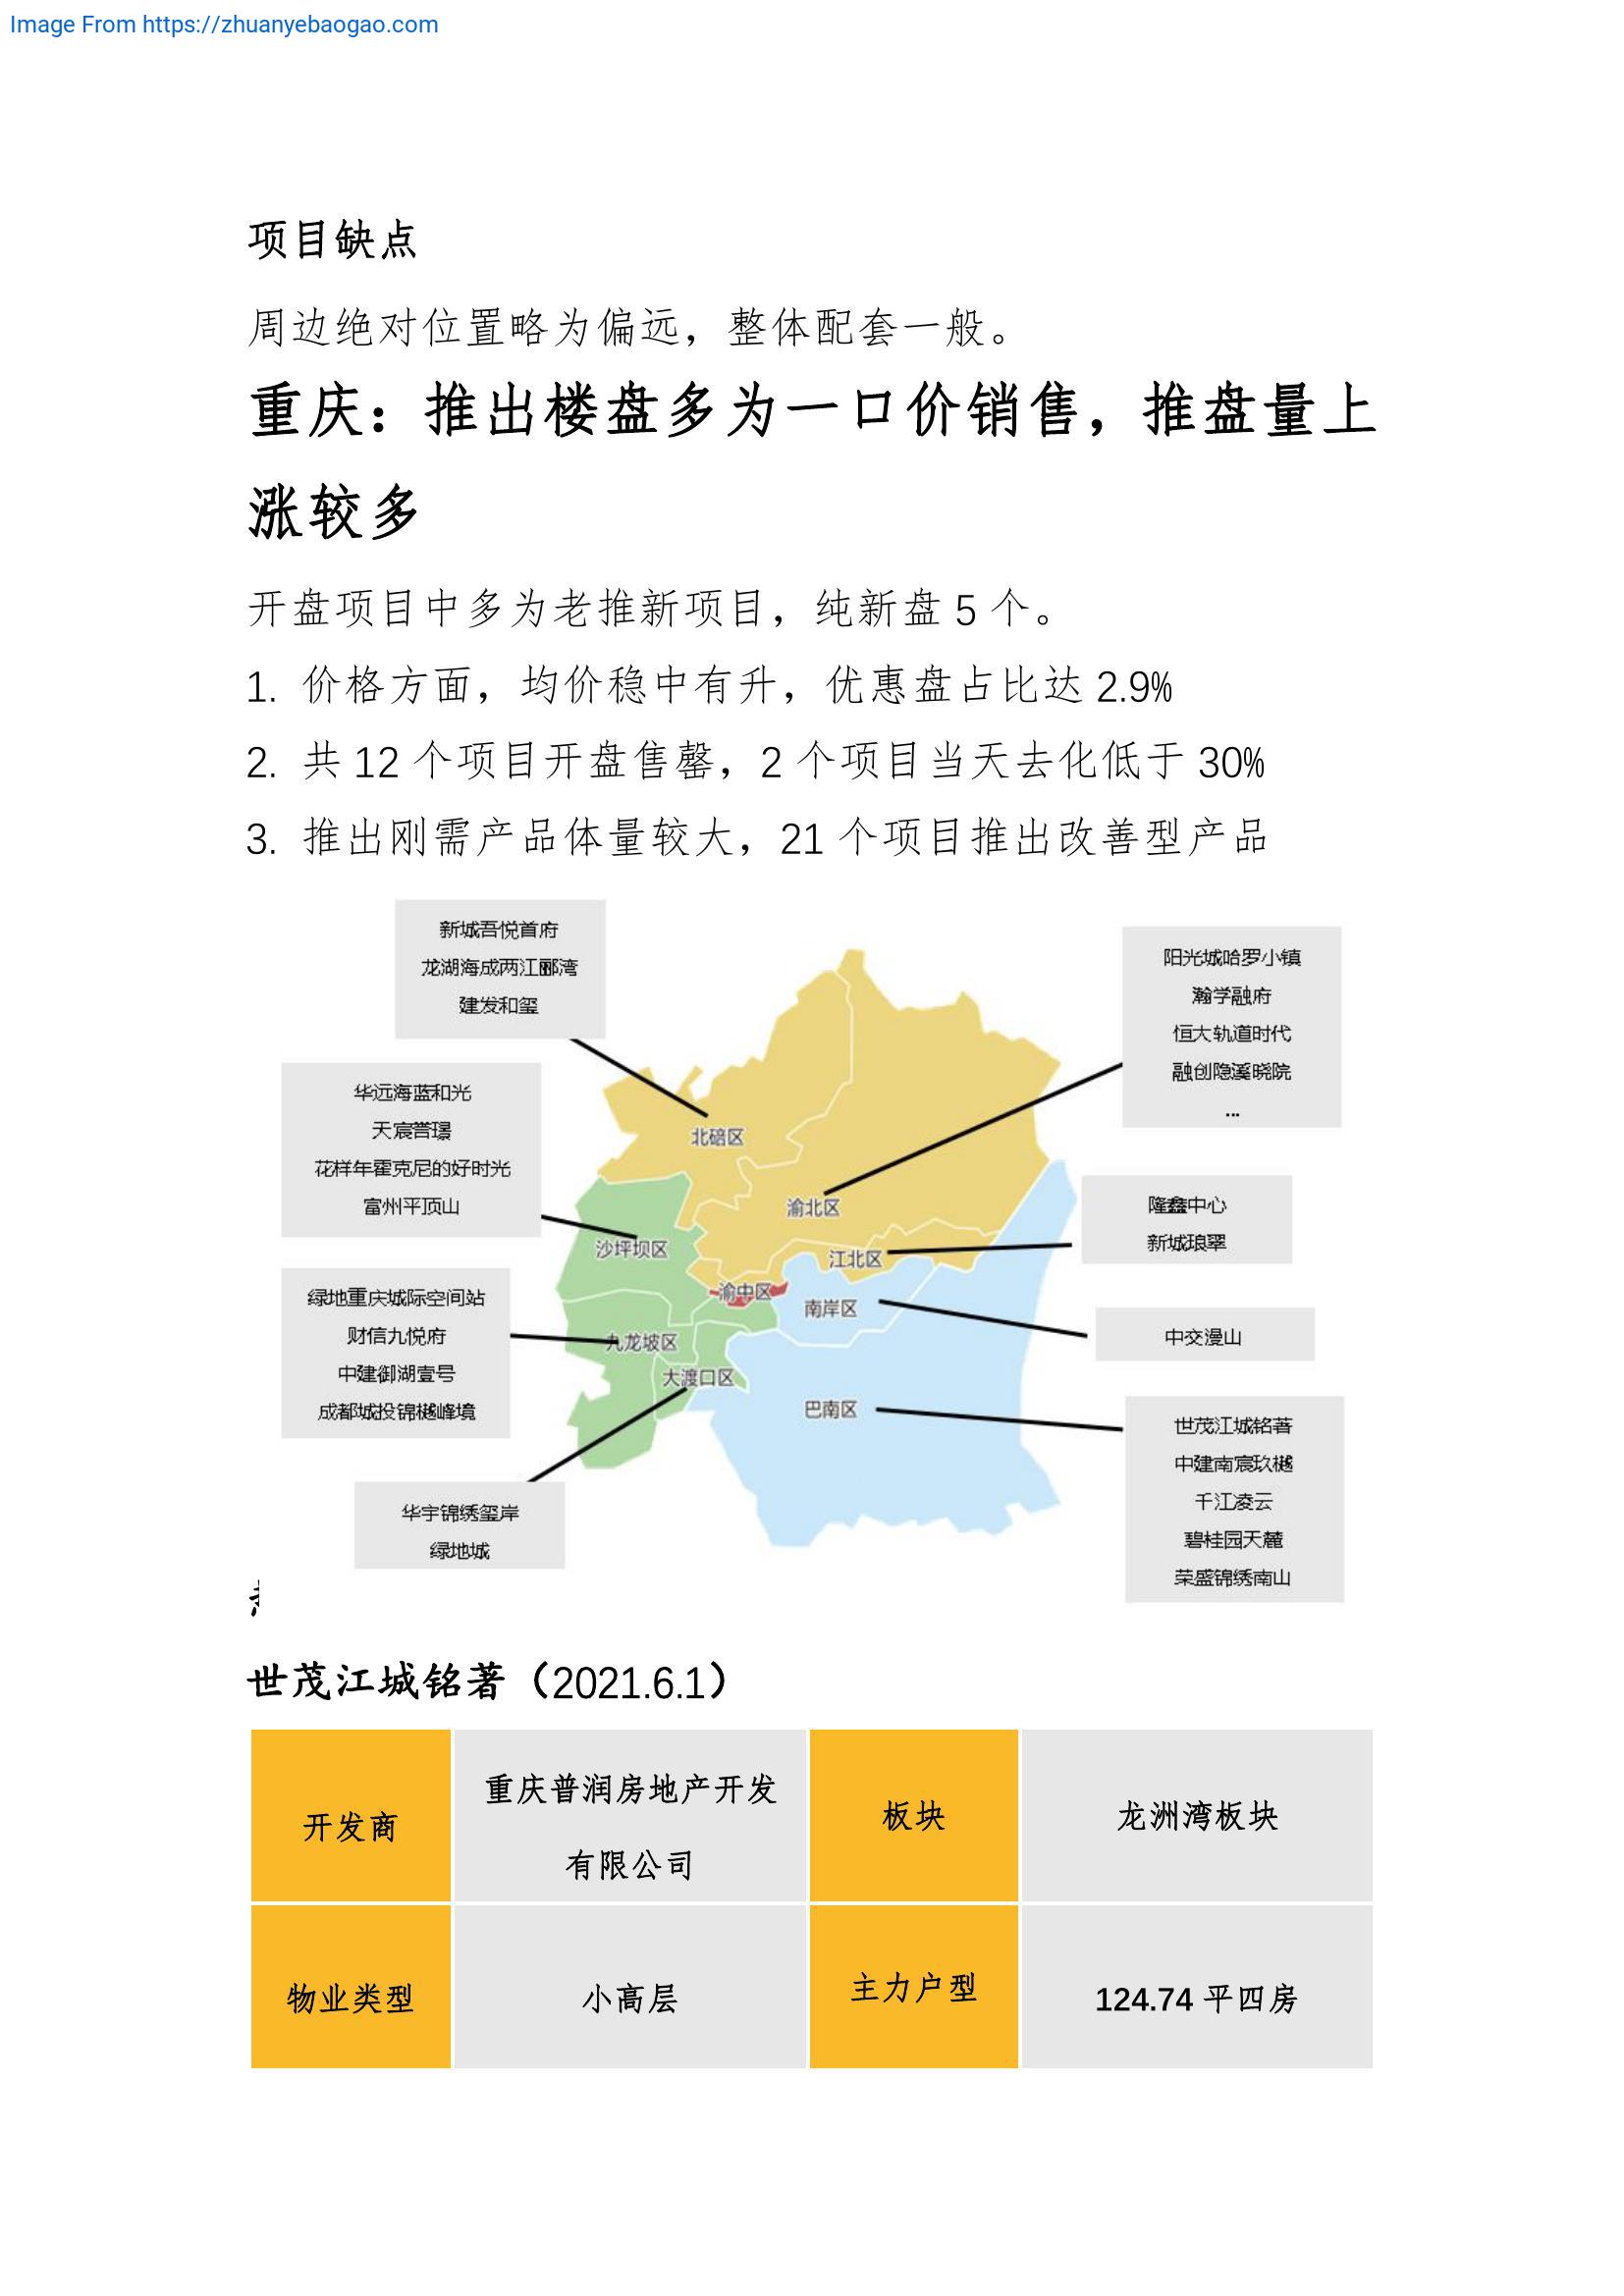 Image From https://zhuanyebaogao.com
项目缺点
周边绝对位置略为偏远，整体配套一般。
重庆：推出楼盘多为一口价销售，推盘量上
涨较多
开盘项目中多为老推新项目，纯新盘 5 个。
1. 价格方面，均价稳中有升，优惠盘占比达 2.9%
2. 共 12 个项目开盘售罄，2 个项目当天去化低于 30%
3. 推出刚需产品体量较大，21 个项目推出改善型产品
新城吾悦首府
龙湖海成两江郦湾
建发和玺
阳光城哈罗小镇
瀚学融府
恒大轨道时代
融创隐溪晓院
...
华远海蓝和光
天宸誉璟
花样年霍克尼的好时光
富州平顶山
北碚区
渝北区
隆鑫中心
新城琅翠
沙坪坝区
江北区
渝中区
南岸区
绿地重庆城际空间站
财信九悦府
中建御湖壹号
成都城投锦樾峰境
九龙坡区
大渡口区
中交漫山
巴南区
世茂江城铭著
中建南宸玖樾
千江凌云
碧桂园天麓
荣盛锦绣南山
华宇锦绣玺岸
绿地城
世茂江城铭著（2021.6.1）
开发商
重庆普润房地产开发
有限公司
板块
龙洲湾板块
物业类型
小高层
主力户型
124.74 平四房